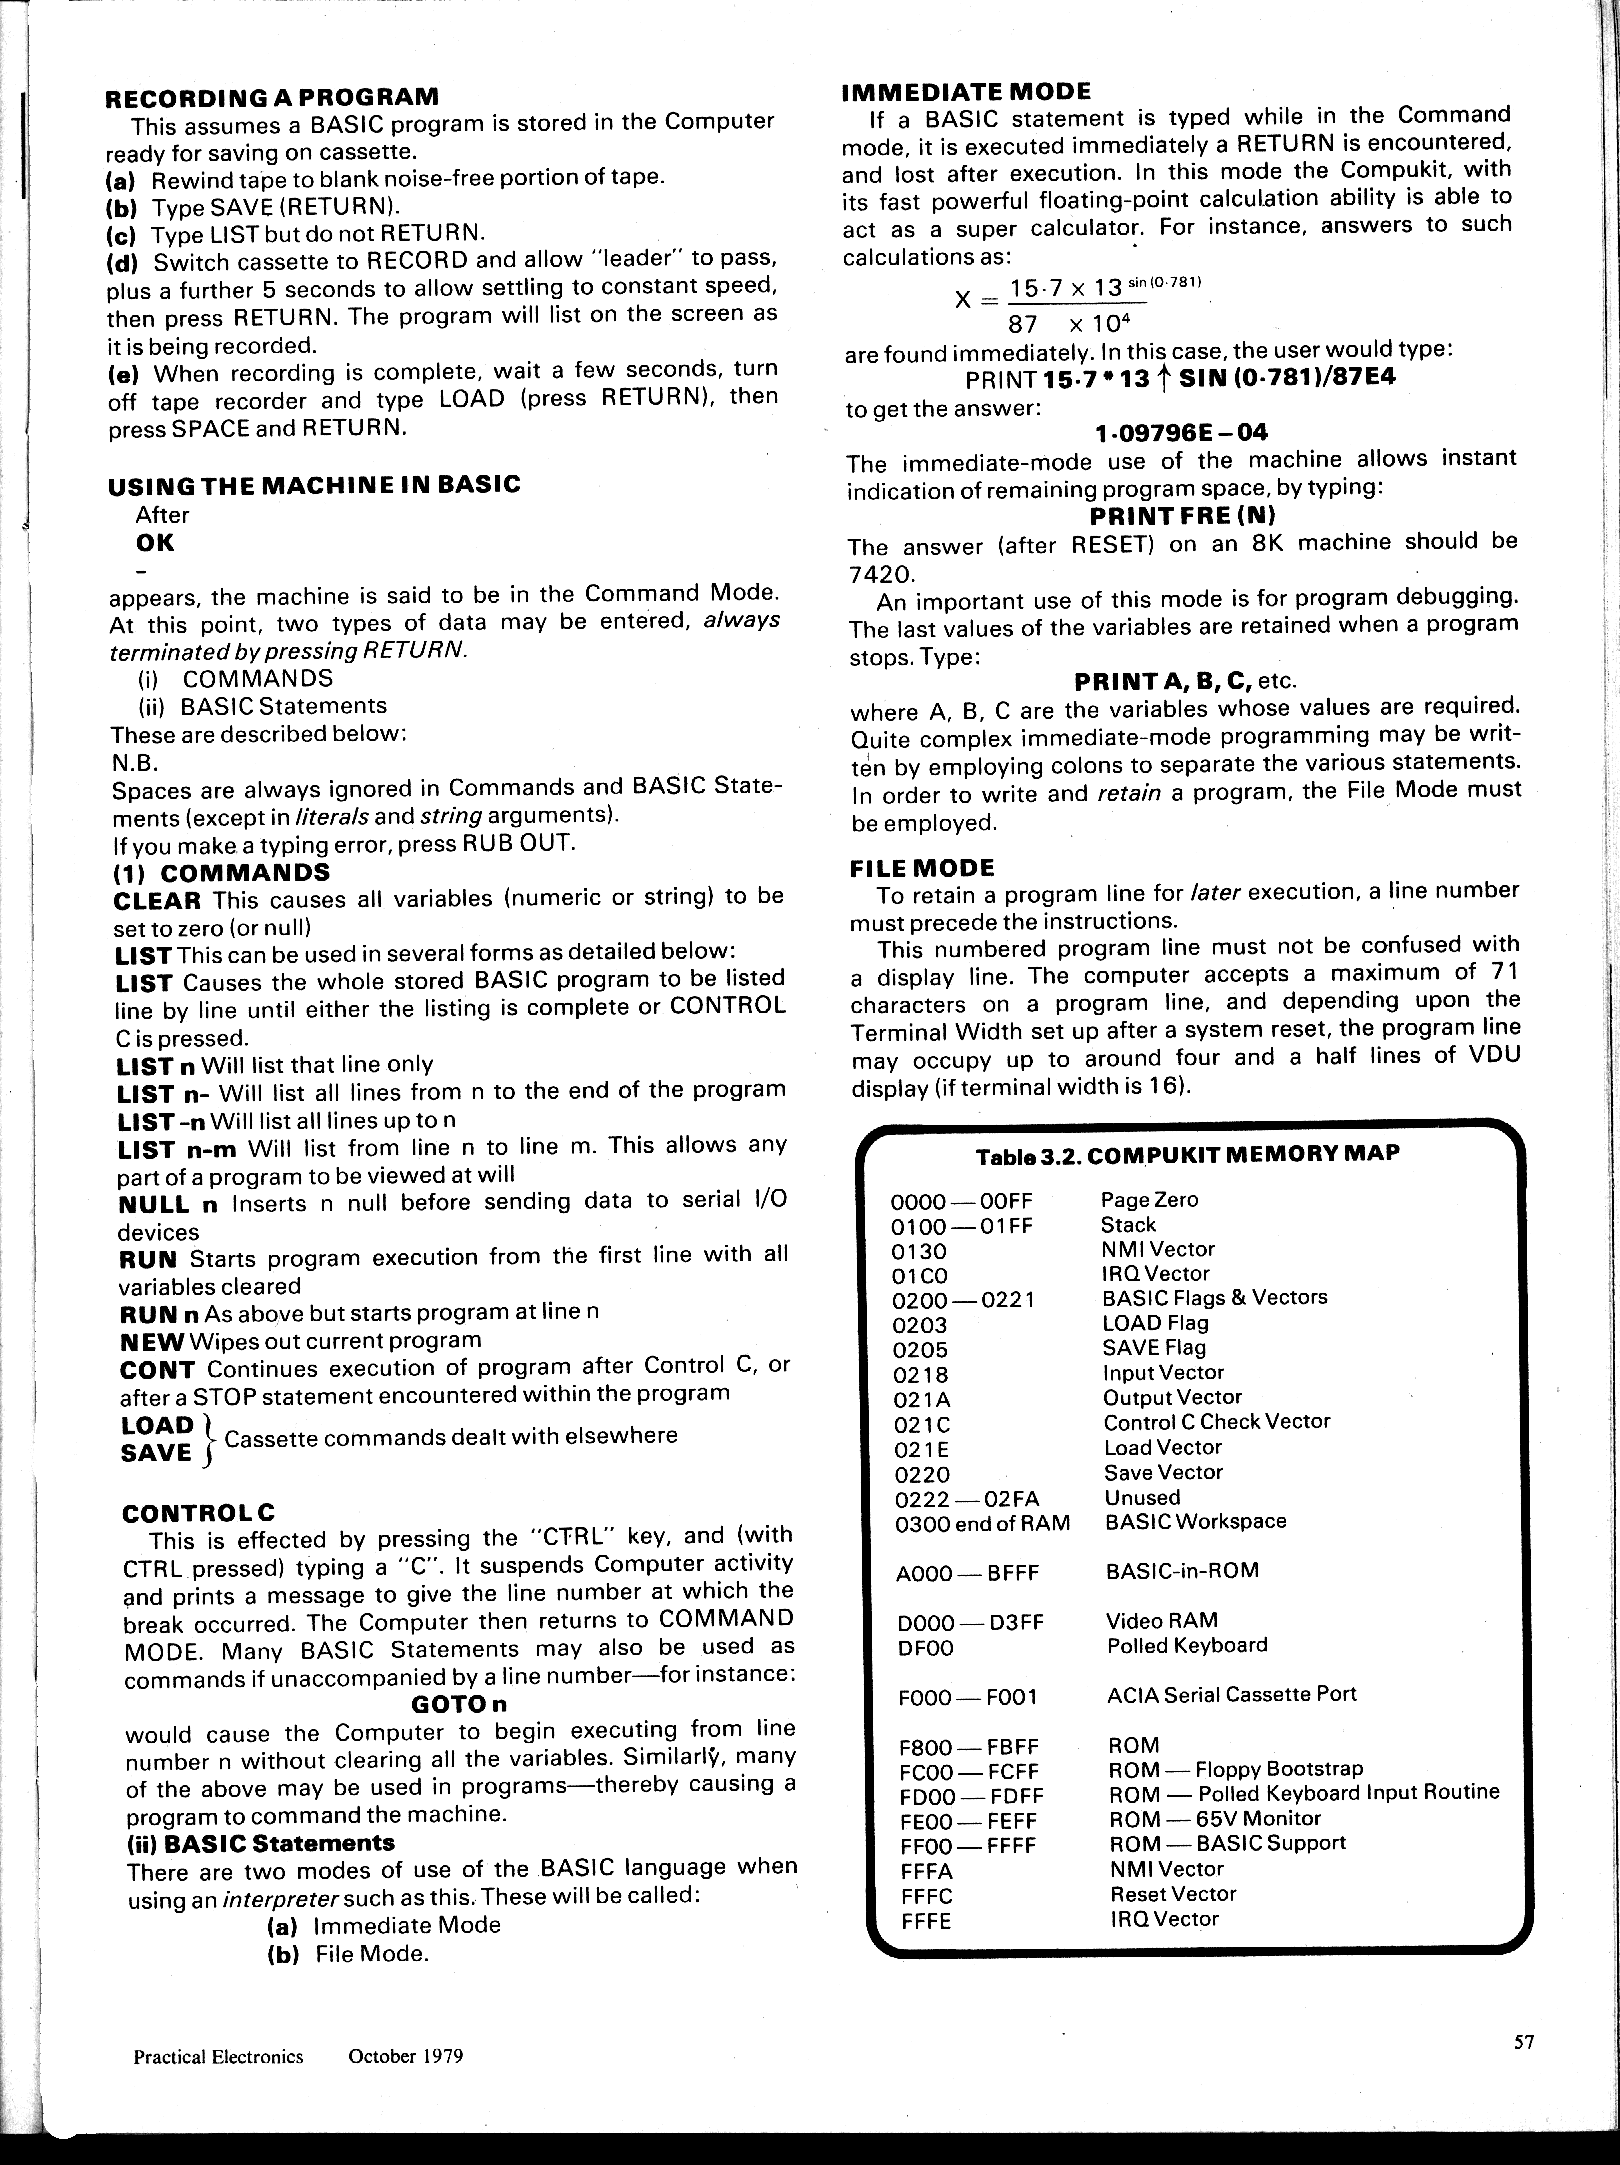 RECORDING A PROGRAM
This assumes a BASIC program is stored in the Computer
ready for saving on cassette.
(a) Rewind tape to blank noise-free portion of tape.
(b) Type SAVE (RETURN).
(c) Type LIST but do not RETURN.
(d) Switch cassette to RECORD and allow "leader" to pass,
plus a further 5 seconds to allow settling to constant speed,
then press RETURN. The program will list on the screen as
it is being recorded.
(e) When recording is complete, wait a few seconds, turn
off tape recorder and type LOAD (press RETURN), then
press SPACE and RETURN.
USING THE MACHINE IN BASIC
After
OK
–
appears, the machine is said to be in the Command Mode.
At this point, two types of data may be entered, always
terminated by pressing RETURN.
(i) COMMANDS
(ii) BASIC Statements
These are described below:
N.B.
Spaces are always ignored in Commands and BASIC State-
ments (except in literals and string arguments).
If you make a typing error, press RUB OUT.
(1) COMMANDS
CLEAR This causes all variables (numeric or string) to be
set to zero (or null)
LIST This can be used in several forms as detailed below:
LIST Causes the whole stored BASIC program to be listed
line by line until either the listing is complete or CONTROL
C is pressed.
LIST n Will list that line only
LIST n- Will list all lines from n to the end of the program
LIST -n Will list all lines up to n
LIST n-m Will list from line n to line m. This allows any
part of a program to be viewed at will
NULL n Inserts n null before sending data to serial I/O
devices
RUN Starts program execution from the first line with all
variables cleared
RUN n As above but starts program at line n
NEW Wipes out current program
CONT Continues execution of program after Control C, or
after a STOP statement encountered within the program
LOAD
SAVE } Cassette commands dealt with elsewhere
CONTROL C
This is effected by pressing the "CTRL" key, and (with
CTRL pressed) typing a "C". It suspends Computer activity
and prints a message to give the line number at which the
break occurred. The Computer then returns to COMMAND
MODE. Many BASIC Statements may also be used as
commands if unaccompanied by a line number—for instance:
GOTO n
would cause the Computer to begin executing from line
number n without clearing all the variables. Similarly, many
of the above may be used in programs—thereby causing a
program to command the machine.
(ii) BASIC Statements
There are two modes of use of the BASIC language when
using an interpreter such as this. These will be called:
(a) Immediate Mode
(b) File Mode.
IMMEDIATE MODE
If a BASIC statement is typed while in the Command
mode, it is executed immediately a RETURN is encountered,
and lost after execution. In this mode the Compukit, with
its fast powerful floating-point calculation ability is able to
act as a super calculator. For instance, answers to such
calculations as:
X = 15·7 x 13 sin (0·781)
87 x 10⁴
are found immediately. In this case, the user would type:
PRINT 15·7 * 13 ↑ SIN (0·781)/87E4
to get the answer:
1·09796E – 04
The immediate-mode use of the machine allows instant
indication of remaining program space, by typing:
PRINT FRE (N)
The answer (after RESET) on an 8K machine should be
7420.
An important use of this mode is for program debugging.
The last values of the variables are retained when a program
stops. Type:
PRINT A, B, C, etc.
where A, B, C are the variables whose values are required.
Quite complex immediate-mode programming may be writ-
ten by employing colons to separate the various statements.
In order to write and retain a program, the File Mode must
be employed.
FILE MODE
To retain a program line for later execution, a line number
must precede the instructions.
This numbered program line must not be confused with
a display line. The computer accepts a maximum of 71
characters on a program line, and depending upon the
Terminal Width set up after a system reset, the program line
may occupy up to around four and a half lines of VDU
display (if terminal width is 16).
Table 3.2. COMPUKIT MEMORY MAP
0000 — 00FF Page Zero
0100 — 01FF Stack
0130 NMI Vector
01C0 IRQ Vector
0200 — 0221 BASIC Flags & Vectors
0203 LOAD Flag
0205 SAVE Flag
0218 Input Vector
021A Output Vector
021C Control C Check Vector
021E Load Vector
0220 Save Vector
0222 — 02FA Unused
0300 end of RAM BASIC Workspace
A000 — BFFF BASIC-in-ROM
D000 — D3FF Video RAM
DF00 Polled Keyboard
F000 — F001 ACIA Serial Cassette Port
F800 — FBFF ROM
FC00 — FCFF ROM — Floppy Bootstrap
FD00 — FDFF ROM — Polled Keyboard Input Routine
FE00 — FEFF ROM — 65V Monitor
FF00 — FFFF ROM — BASIC Support
FFFA NMI Vector
FFFC Reset Vector
FFFE IRQ Vector
Practical Electronics October 1979
57